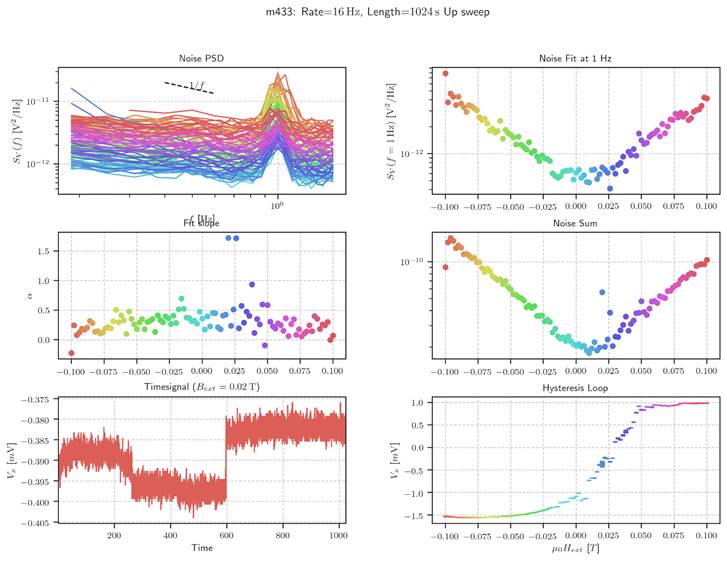 m433: Rate=16 Hz, Length=1024 s Up sweep
Noise PSD
S_V(f) [V²/Hz]
10⁻¹¹
10⁻¹²
1/f
10⁰
f [Hz]
Noise Fit at 1 Hz
S_V(f = 1 Hz) [V²/Hz]
10⁻¹²
−0.100 −0.075 −0.050 −0.025 0.000 0.025 0.050 0.075 0.100
Fit slope
α
1.5
1.0
0.5
0.0
−0.100 −0.075 −0.050 −0.025 0.000 0.025 0.050 0.075 0.100
Noise Sum
10⁻¹⁰
−0.100 −0.075 −0.050 −0.025 0.000 0.025 0.050 0.075 0.100
Timesignal (B_ext = 0.02 T)
V_x [mV]
−0.375
−0.380
−0.385
−0.390
−0.395
−0.400
−0.405
200 400 600 800 1000
Time
Hysteresis Loop
V_x [mV]
1.0
0.5
0.0
−0.5
−1.0
−1.5
−0.100 −0.075 −0.050 −0.025 0.000 0.025 0.050 0.075 0.100
μ₀H_ext [T]